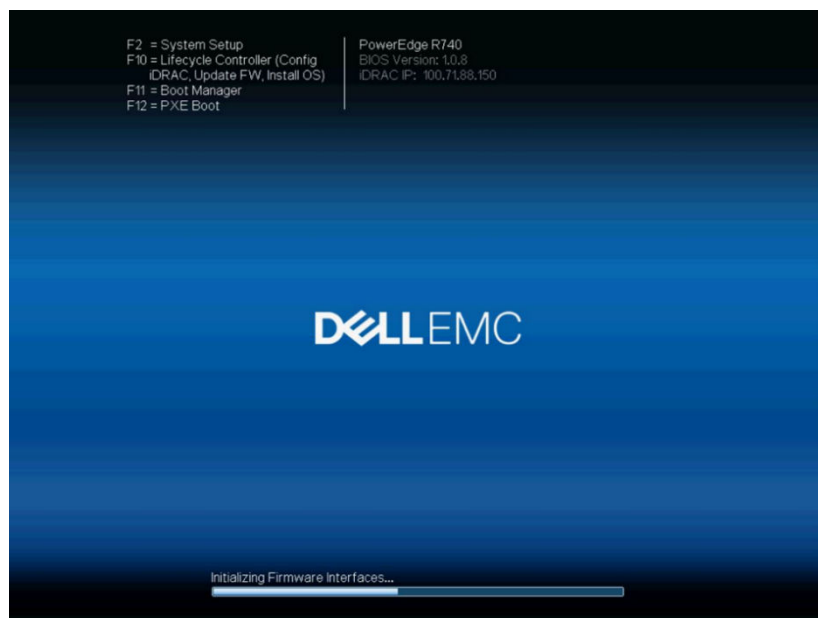 F2 = System Setup
F10 = Lifecycle Controller (Config
iDRAC, Update FW, Install OS)
F11 = Boot Manager
F12 = PXE Boot
PowerEdge R740
BIOS Version: 1.0.8
iDRAC IP: 100.71.88.150
DELLEMC
Initializing Firmware Interfaces...